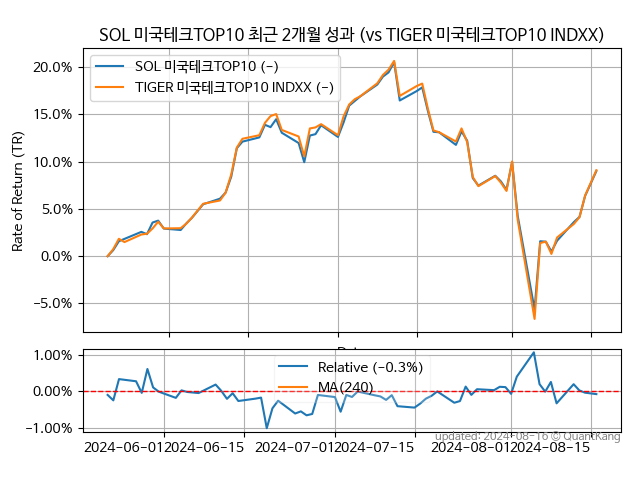 SOL 미국테크TOP10 최근 2개월 성과 (vs TIGER 미국테크TOP10 INDXX)
SOL 미국테크TOP10 (-)
TIGER 미국테크TOP10 INDXX (-)
Rate of Return (TR)
20.0%
15.0%
10.0%
5.0%
0.0%
-5.0%
1.00%
0.00%
-1.00%
Relative (-0.3%)
MA(240)
updated: 2024-08-16 © QuantKang
2024-06-01
2024-06-15
2024-07-01
2024-07-15
2024-08-01
2024-08-15